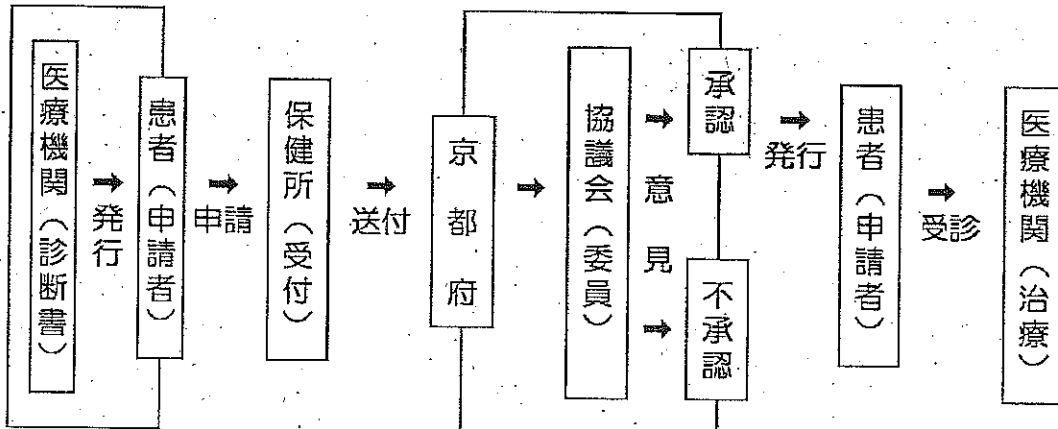 医療機関（診断書）
発行
患者（申請者）
申請
保健所（受付）
送付
京都府
協議会（委員）
意見
承認
不承認
発行
患者（申請者）
受診
医療機関（治療）